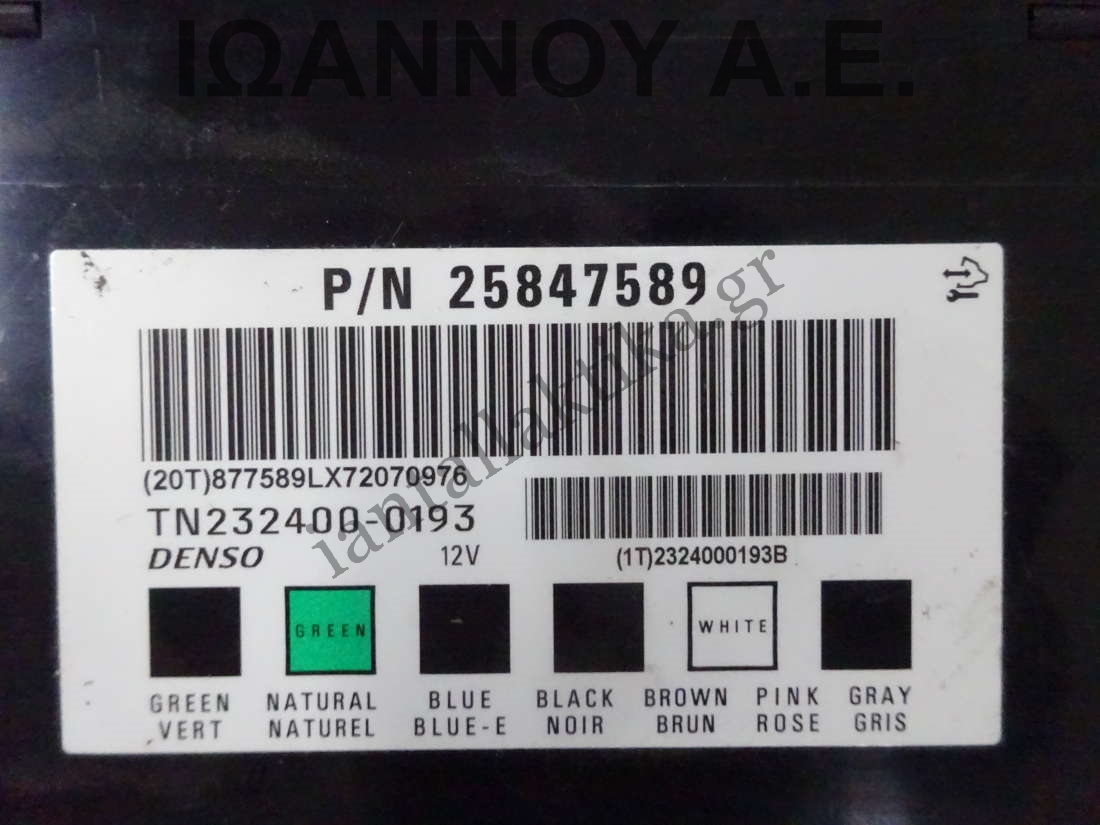 ΙΩΑΝΝΟΥ Α.Ε.
P/N 25847589
(20T)877589LX72070976
TN232400-0193
DENSO 12V
(1T)2324000193B
GREEN WHITE
GREEN NATURAL BLUE BLACK BROWN PINK GRAY
VERT NATUREL BLUE-E NOIR BRUN ROSE GRIS
iantallaktika.gr